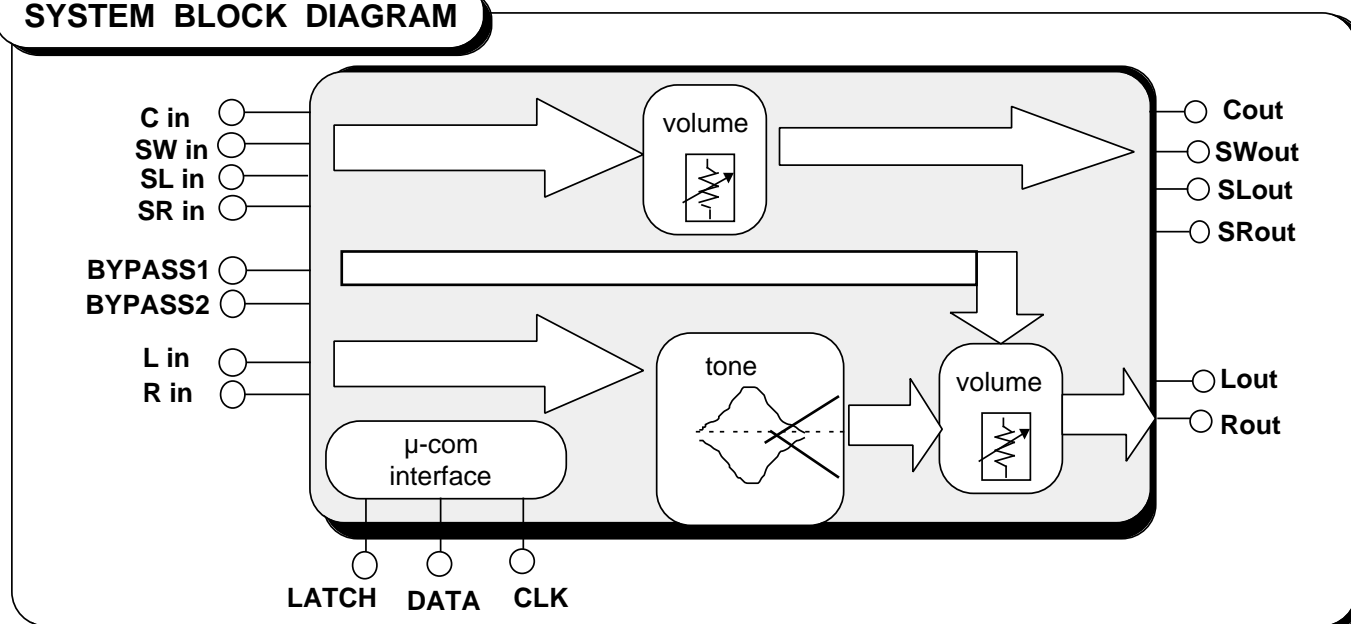 SYSTEM BLOCK DIAGRAM
C in
SW in
SL in
SR in
BYPASS1
BYPASS2
L in
R in
volume
tone
volume
µ-com
interface
LATCH
DATA
CLK
Cout
SWout
SLout
SRout
Lout
Rout